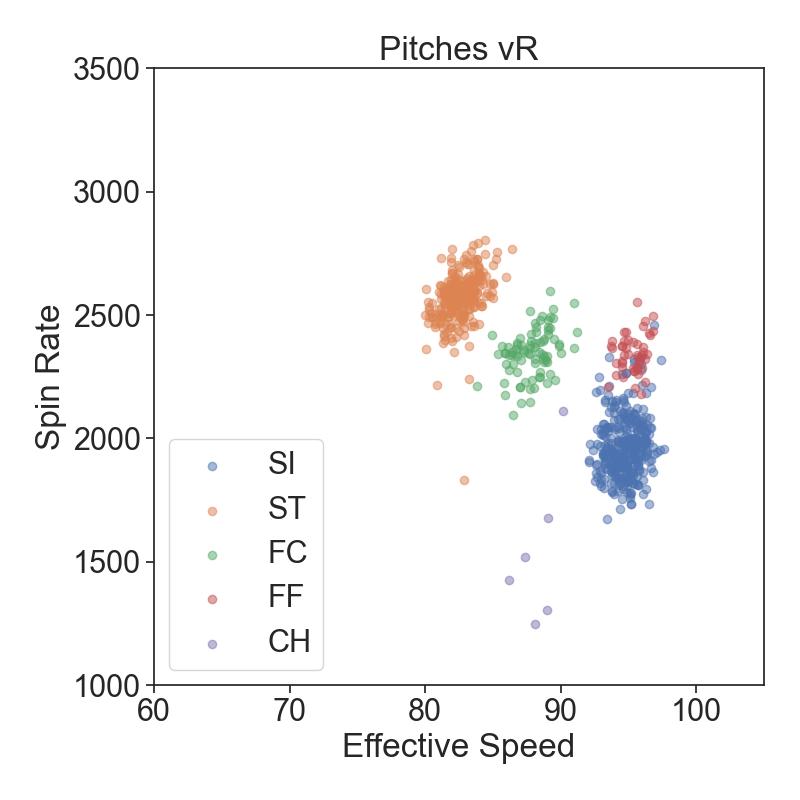 Pitches vR
3500
3000
2500
2000
1500
1000
Spin Rate
SI
ST
FC
FF
CH
60 70 80 90 100
Effective Speed